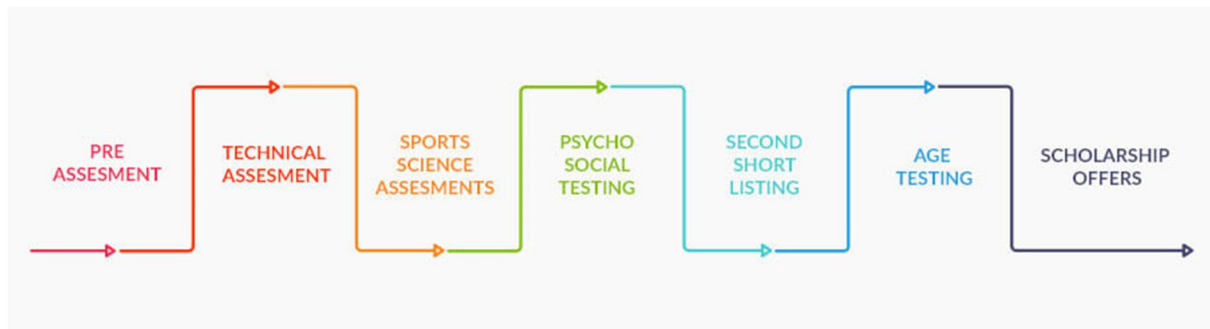 PRE
ASSESMENT
TECHNICAL
ASSESMENT
SPORTS
SCIENCE
ASSESMENTS
PSYCHO
SOCIAL
TESTING
SECOND
SHORT
LISTING
AGE
TESTING
SCHOLARSHIP
OFFERS